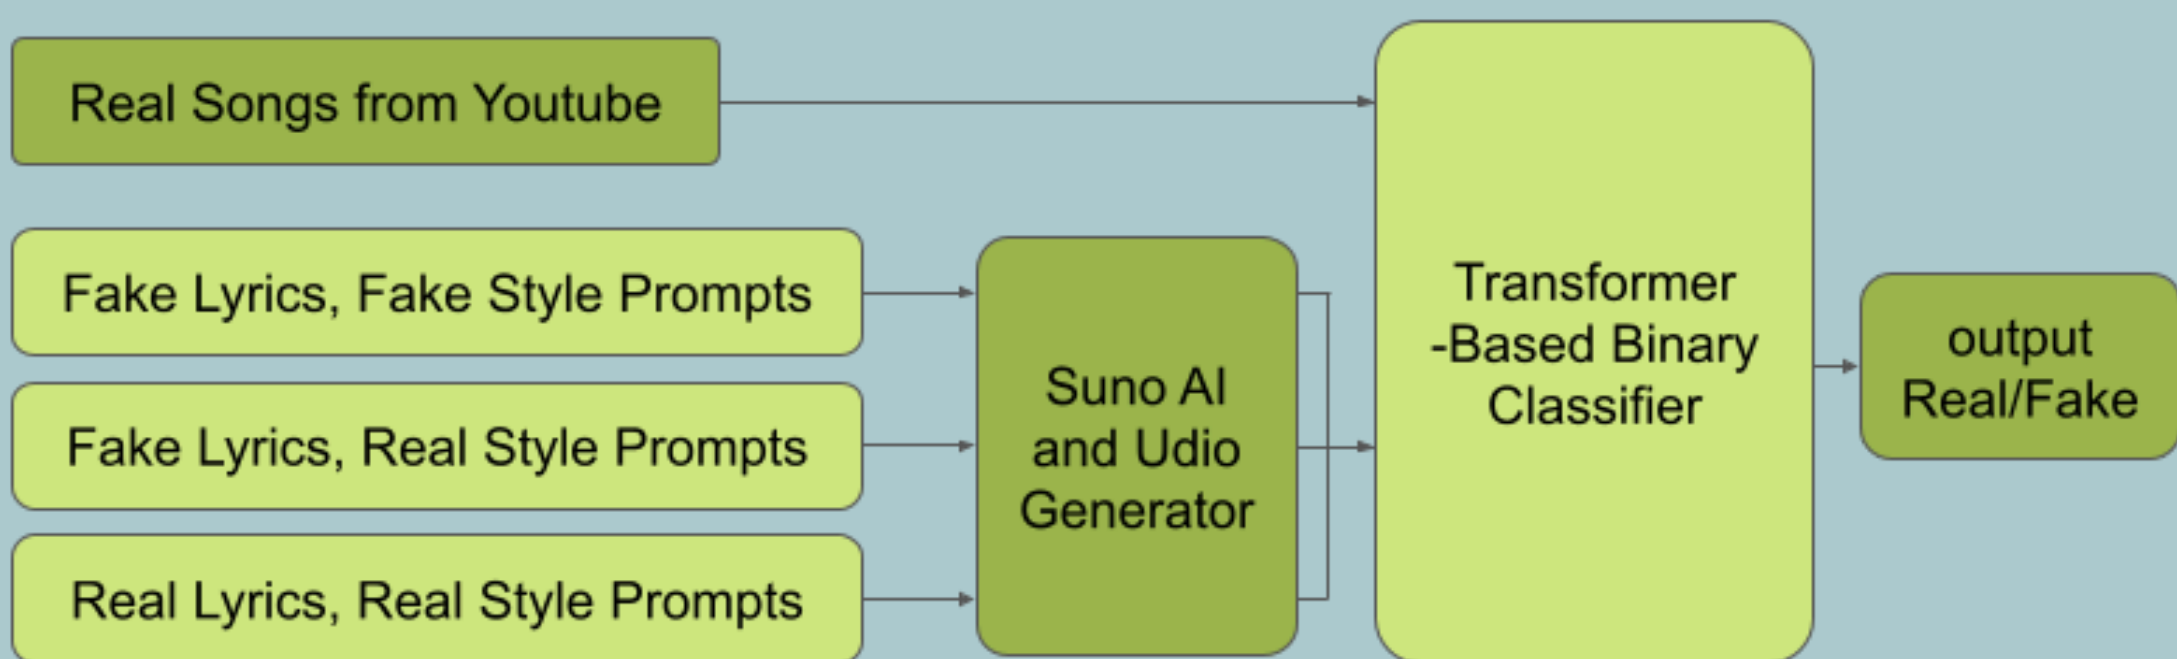 Real Songs from Youtube
Fake Lyrics, Fake Style Prompts
Fake Lyrics, Real Style Prompts
Real Lyrics, Real Style Prompts
Suno AI
and Udio
Generator
Transformer
-Based Binary
Classifier
output
Real/Fake